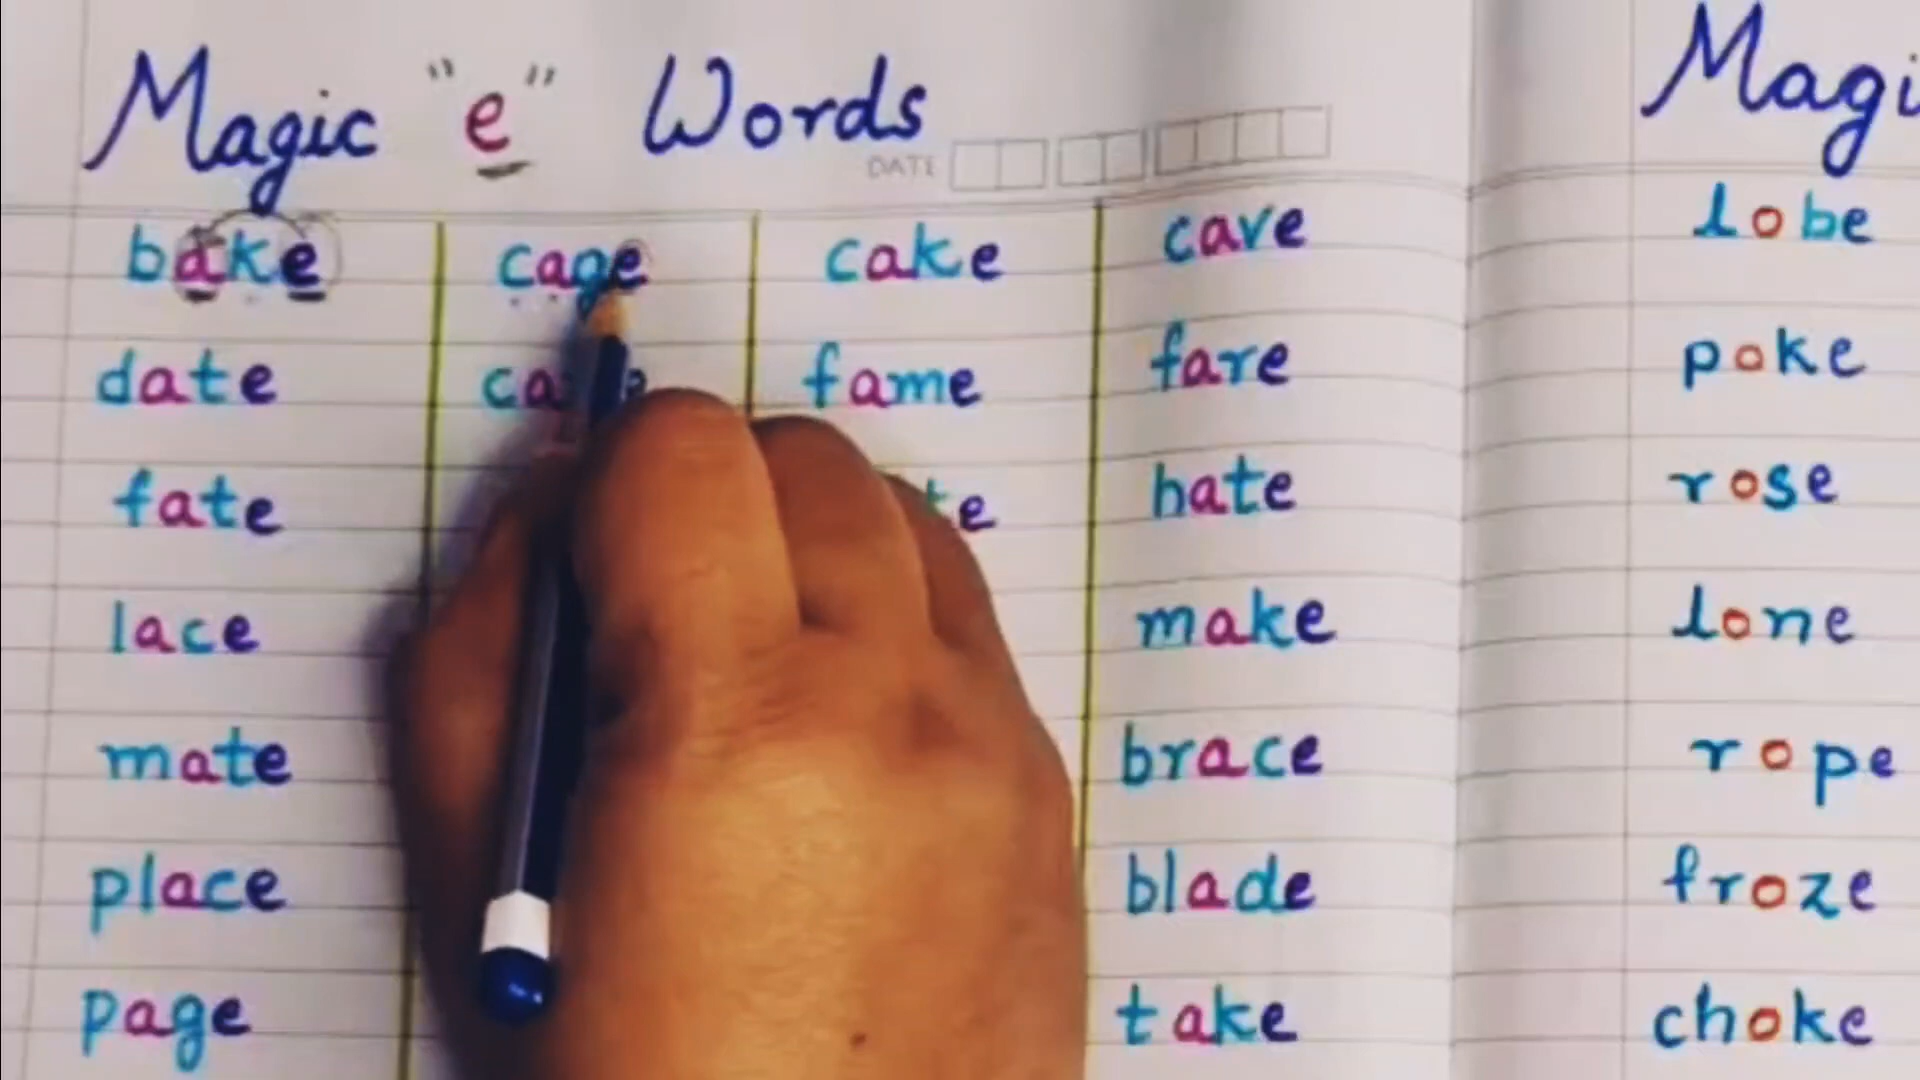 Magic "e" Words
Magi
DATE
bake cage cake cave
date fame fare
fate hate
lace make
mate brace
place blade
page take
lobe
poke
rose
lone
rope
froze
choke